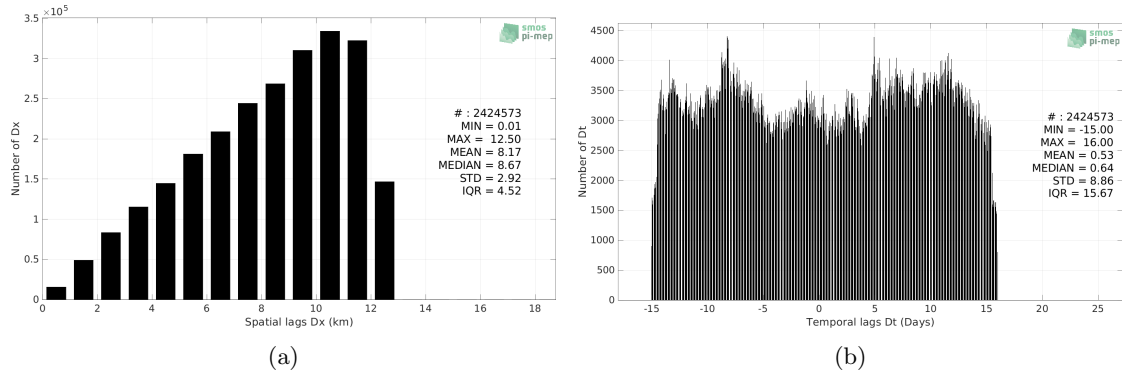 ×10⁵
3.5
3
2.5
2
1.5
1
0.5
0
0 2 4 6 8 10 12 14 16 18
Number of Dx
Spatial lags Dx (km)
smos
pi-mep
# : 2424573
MIN = 0.01
MAX = 12.50
MEAN = 8.17
MEDIAN = 8.67
STD = 2.92
IQR = 4.52
(a)
4500
4000
3500
3000
2500
2000
1500
1000
500
0
-15 -10 -5 0 5 10 15 20 25
Number of Dt
Temporal lags Dt (Days)
smos
pi-mep
# : 2424573
MIN = -15.00
MAX = 16.00
MEAN = 0.53
MEDIAN = 0.64
STD = 8.86
IQR = 15.67
(b)